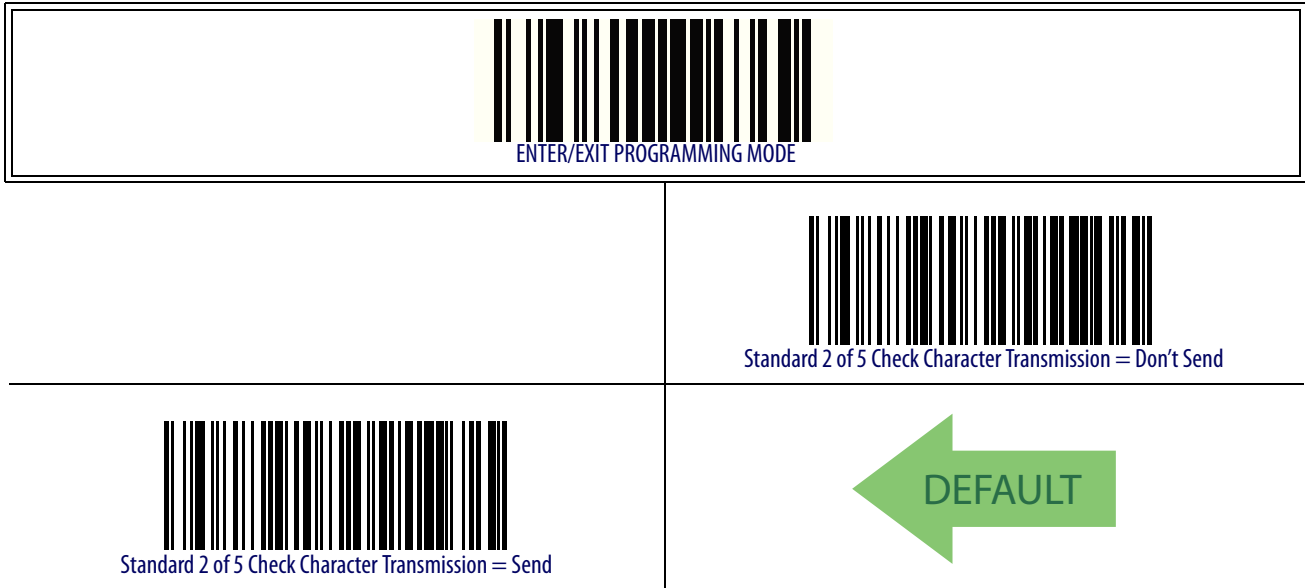 ENTER/EXIT PROGRAMMING MODE
Standard 2 of 5 Check Character Transmission = Don’t Send
Standard 2 of 5 Check Character Transmission = Send
DEFAULT